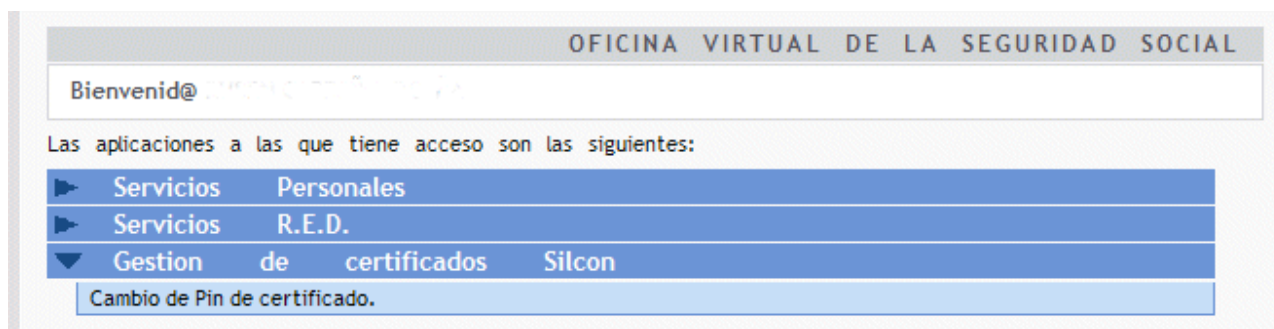 OFICINA VIRTUAL DE LA SEGURIDAD SOCIAL
Bienvenid@
Las aplicaciones a las que tiene acceso son las siguientes:
Servicios Personales
Servicios R.E.D.
Gestion de certificados Silcon
Cambio de Pin de certificado.